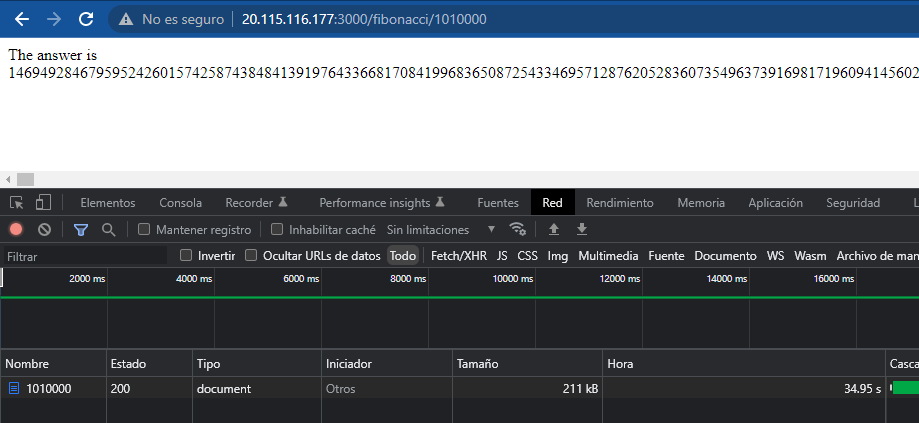 No es seguro | 20.115.116.177:3000/fibonacci/1010000
The answer is
Elementos Consola Recorder Performance insights Fuentes Red Rendimiento Memoria Aplicación Seguridad L
Mantener registro Inhabilitar caché Sin limitaciones
Filtrar Invertir Ocultar URLs de datos Todo Fetch/XHR JS CSS Img Multimedia Fuente Documento WS Wasm Archivo de man
2000 ms 4000 ms 6000 ms 8000 ms 10000 ms 12000 ms 14000 ms 16000 ms
Nombre Estado Tipo Iniciador Tamaño Hora Casca
1010000 200 document Otros 211 kB 34.95 s